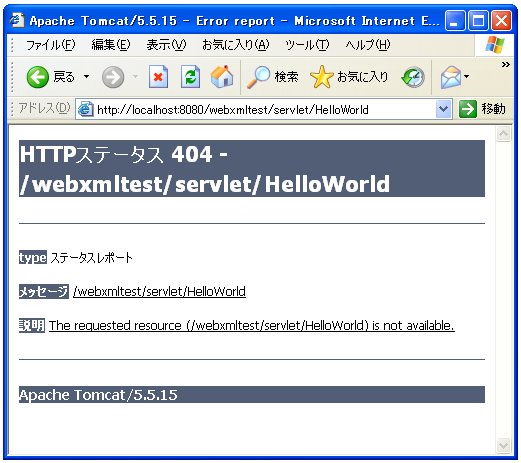 Apache Tomcat/5.5.15 - Error report - Microsoft Internet E...
ファイル(F) 編集(E) 表示(V) お気に入り(A) ツール(T) ヘルプ(H)
戻る 検索 お気に入り
アドレス(D) http://localhost:8080/webxmltest/servlet/HelloWorld 移動
HTTPステータス 404 -
/webxmltest/servlet/HelloWorld
type ステータスレポート
メッセージ /webxmltest/servlet/HelloWorld
説明 The requested resource (/webxmltest/servlet/HelloWorld) is not available.
Apache Tomcat/5.5.15